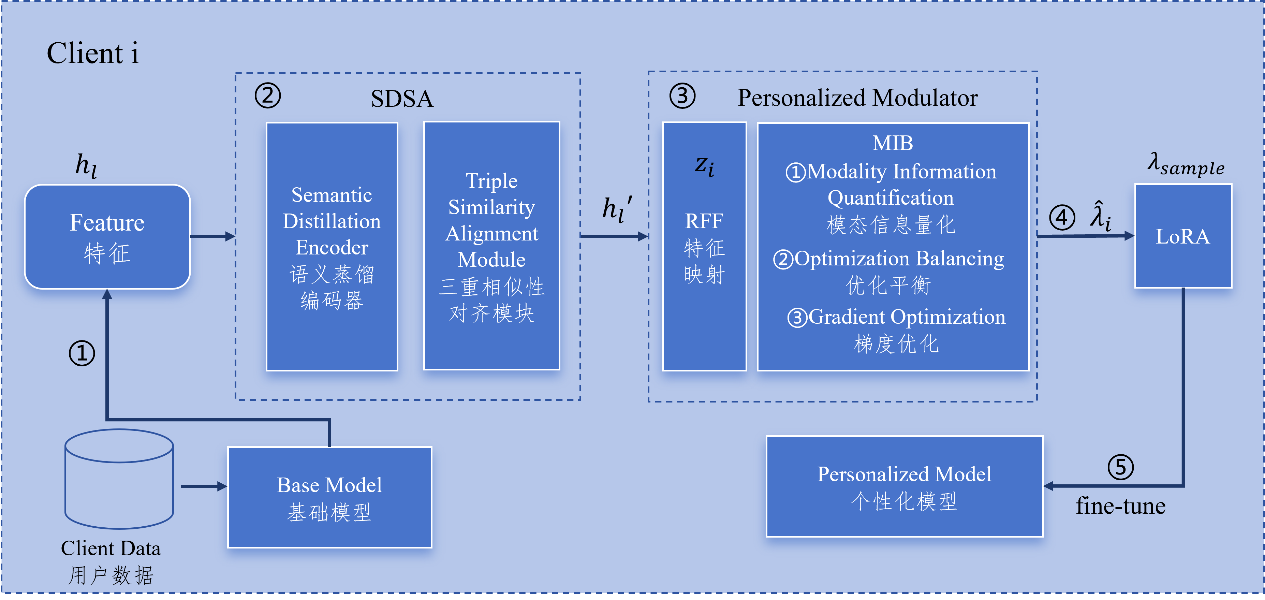 Client i
②
SDSA
③
Personalized Modulator
h_l
Feature
特征
Semantic
Distillation
Encoder
语义蒸馏
编码器
Triple
Similarity
Alignment
Module
三重相似性
对齐模块
h_l′
z_i
RFF
特征
映射
MIB
①Modality Information
Quantification
模态信息量化
②Optimization Balancing
优化平衡
③Gradient Optimization
梯度优化
④ λ̂_i
λ_sample
LoRA
①
Client Data
用户数据
Base Model
基础模型
Personalized Model
个性化模型
⑤
fine-tune